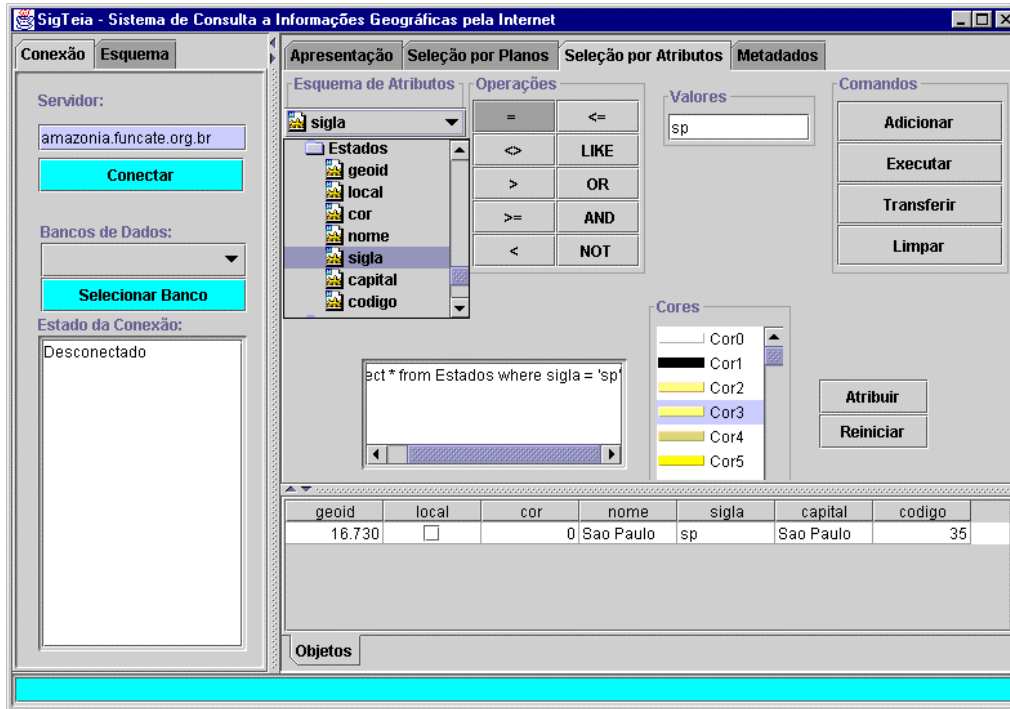 SigTeia - Sistema de Consulta a Informações Geográficas pela Internet
Conexão Esquema
Servidor:
amazonia.funcate.org.br
Conectar
Bancos de Dados:
Selecionar Banco
Estado da Conexão:
Desconectado
Apresentação Seleção por Planos Seleção por Atributos Metadados
Esquema de Atributos
sigla
Estados
geoid
local
cor
nome
sigla
capital
codigo
Operações
= <=
<> LIKE
> OR
>= AND
< NOT
Valores
sp
Comandos
Adicionar
Executar
Transferir
Limpar
ect * from Estados where sigla = 'sp'
Cores
Cor0
Cor1
Cor2
Cor3
Cor4
Cor5
Atribuir
Reiniciar
geoid local cor nome sigla capital codigo
16.730 0 Sao Paulo sp Sao Paulo 35
Objetos